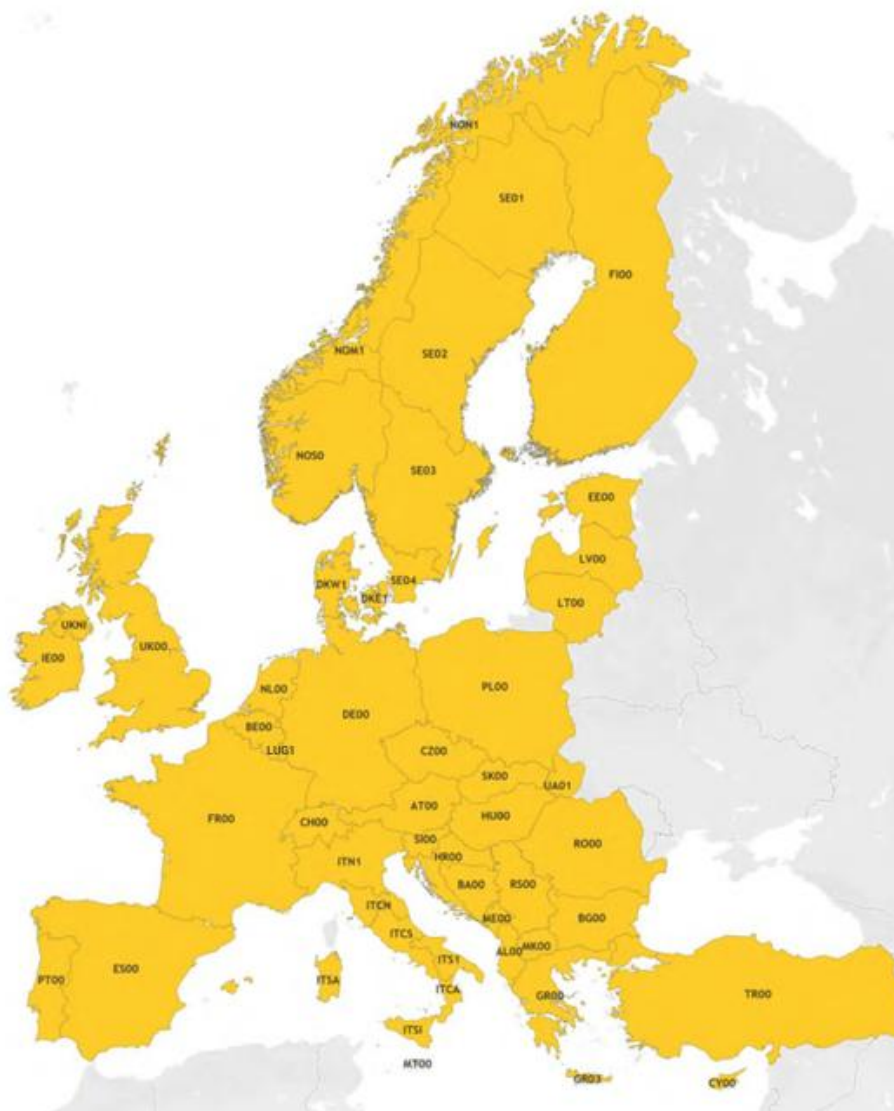 NON1
SE01
FI00
NOM1
SE02
NOS0
SE03
EE00
LV00
DKW1
SE04
DKE1
LT00
UKNI
IE00
UK00
NL00
PL00
DE00
BE00
LUG1
CZ00
SK00
UA01
AT00
HU00
FR00
CH00
SI00
RO00
HR00
ITN1
BA00
RS00
ITCN
ME00
BG00
ITCS
MK00
AL00
ITS1
PT00
ES00
ITSA
ITCA
GR00
TR00
ITSI
MT00
GR03
CY00